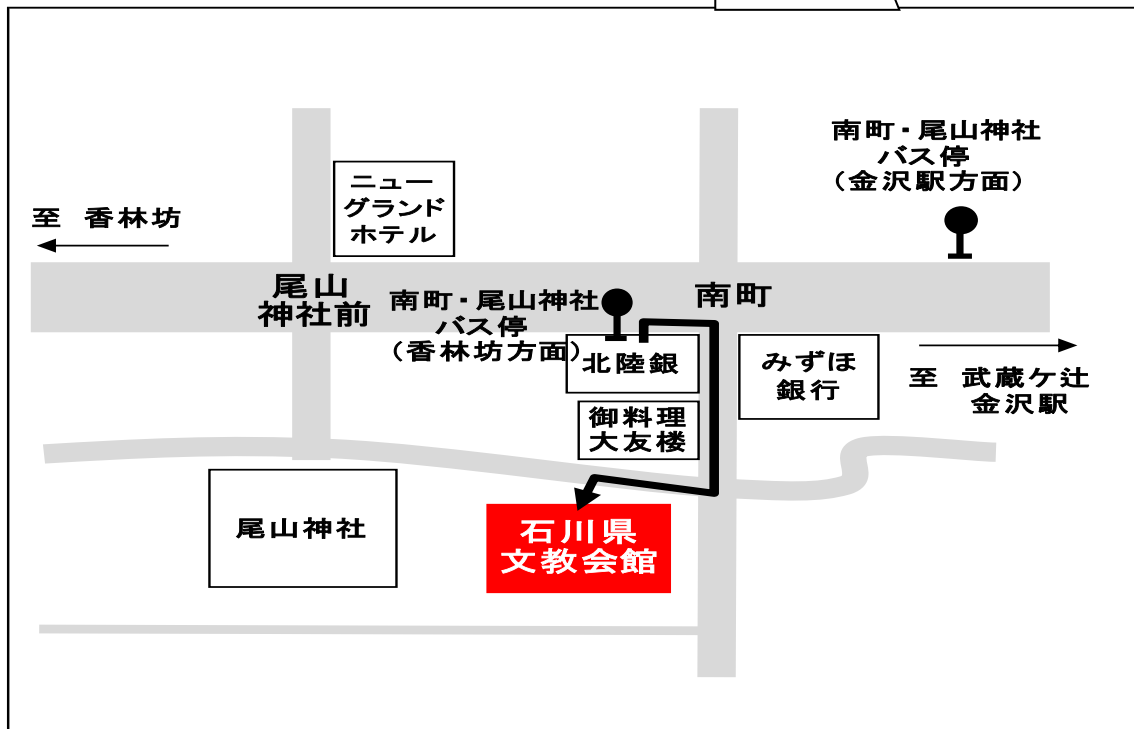 南町・尾山神社
バス停
（金沢駅方面）
ニュー
グランド
ホテル
至 香林坊
尾山
神社前
南町・尾山神社
バス停
（香林坊方面）
南町
北陸銀
みずほ
銀行
至 武蔵ケ辻
金沢駅
御料理
大友楼
尾山神社
石川県
文教会館